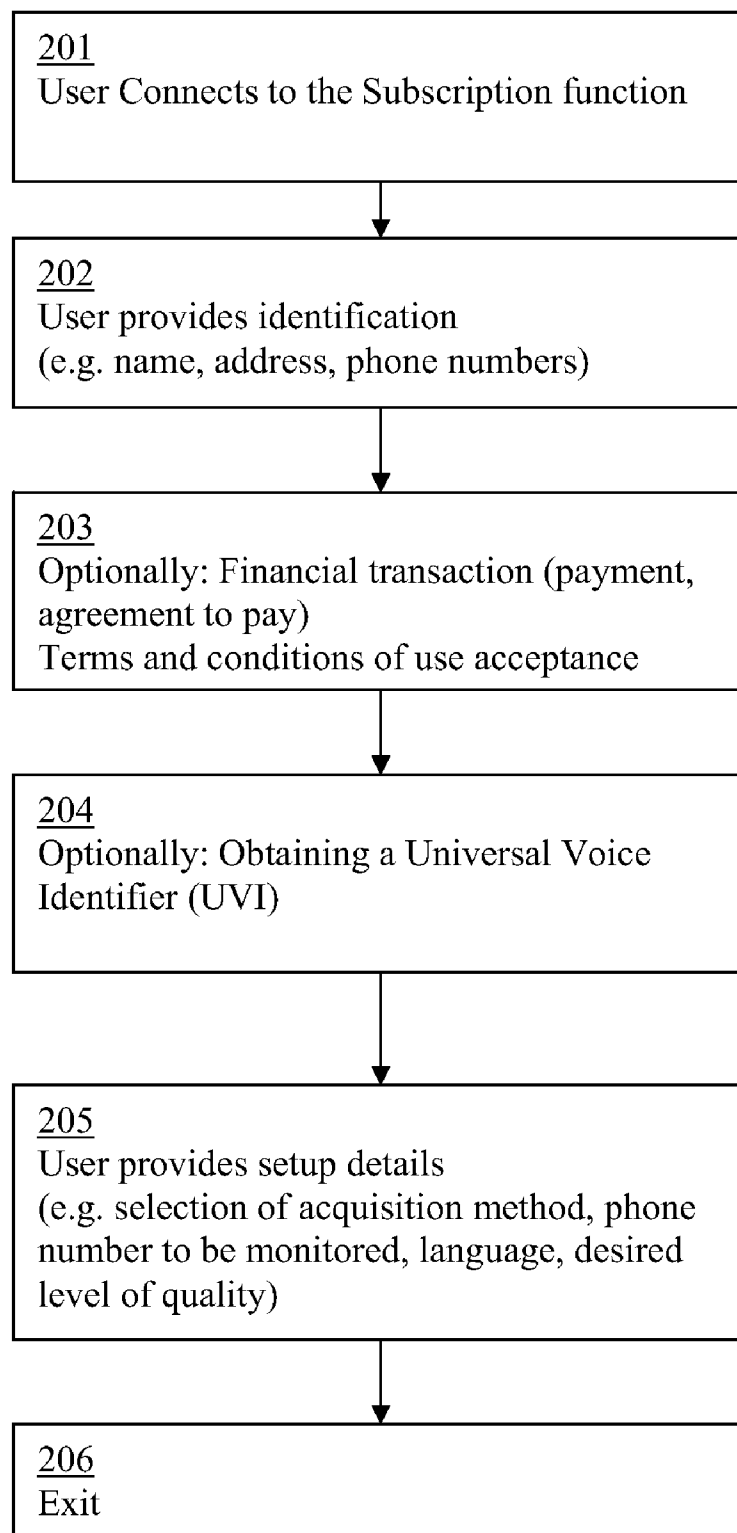 201
User Connects to the Subscription function
202
User provides identification
(e.g. name, address, phone numbers)
203
Optionally: Financial transaction (payment,
agreement to pay)
Terms and conditions of use acceptance
204
Optionally: Obtaining a Universal Voice
Identifier (UVI)
205
User provides setup details
(e.g. selection of acquisition method, phone
number to be monitored, language, desired
level of quality)
206
Exit